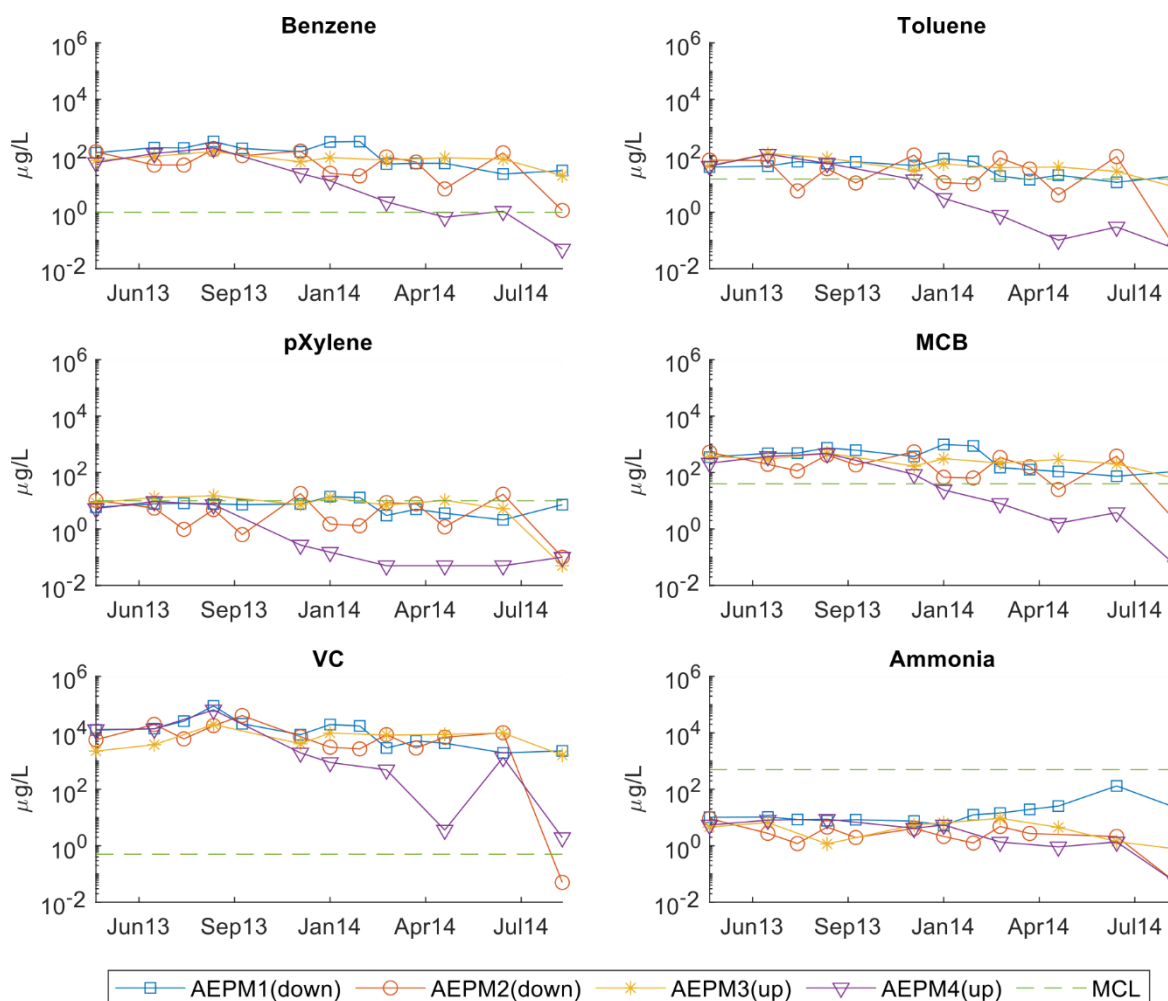 Benzene
Toluene
10^6
10^4
10^2
10^0
10^-2
μg/L
Jun13 Sep13 Jan14 Apr14 Jul14
10^6
10^4
10^2
10^0
10^-2
μg/L
Jun13 Sep13 Jan14 Apr14 Jul14
pXylene
MCB
10^6
10^4
10^2
10^0
10^-2
μg/L
Jun13 Sep13 Jan14 Apr14 Jul14
10^6
10^4
10^2
10^0
10^-2
μg/L
Jun13 Sep13 Jan14 Apr14 Jul14
VC
Ammonia
10^6
10^4
10^2
10^0
10^-2
μg/L
Jun13 Sep13 Jan14 Apr14 Jul14
10^6
10^4
10^2
10^0
10^-2
μg/L
Jun13 Sep13 Jan14 Apr14 Jul14
AEPM1(down) AEPM2(down) AEPM3(up) AEPM4(up) MCL